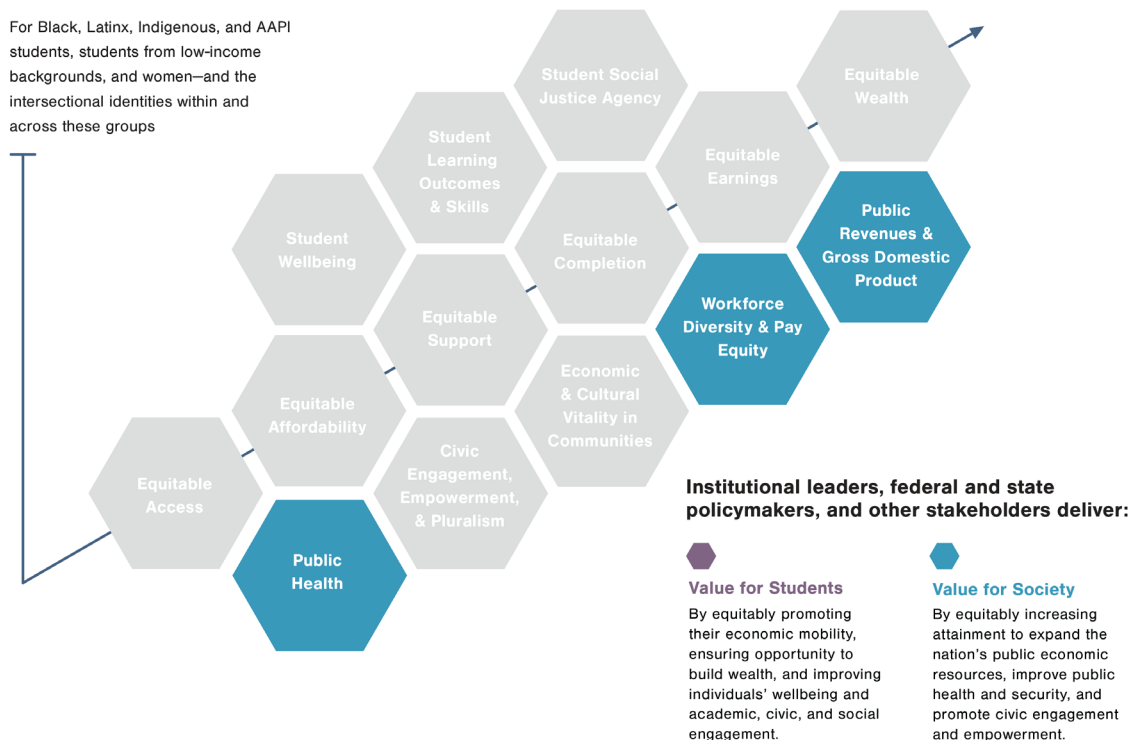 For Black, Latinx, Indigenous, and AAPI
students, students from low-income
backgrounds, and women—and the
intersectional identities within and
across these groups
Student Social
Justice Agency
Equitable
Wealth
Student
Learning
Outcomes
& Skills
Equitable
Earnings
Public
Revenues &
Gross Domestic
Product
Student
Wellbeing
Equitable
Completion
Equitable
Support
Workforce
Diversity & Pay
Equity
Equitable
Affordability
Economic
& Cultural
Vitality in
Communities
Equitable
Access
Civic
Engagement,
Empowerment,
& Pluralism
Public
Health
Institutional leaders, federal and state
policymakers, and other stakeholders deliver:
Value for Students
By equitably promoting
their economic mobility,
ensuring opportunity to
build wealth, and improving
individuals’ wellbeing and
academic, civic, and social
engagement.
Value for Society
By equitably increasing
attainment to expand the
nation’s public economic
resources, improve public
health and security, and
promote civic engagement
and empowerment.